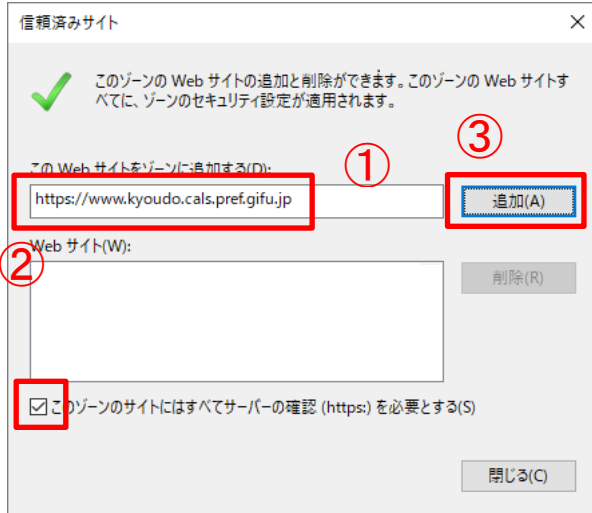 信頼済みサイト
このゾーンの Web サイトの追加と削除ができます。このゾーンの Web サイトす
べてに、ゾーンのセキュリティ設定が適用されます。
③
①
この Web サイトをゾーンに追加する(D):
https://www.kyoudo.cals.pref.gifu.jp
追加(A)
Web サイト(W):
②
削除(R)
このゾーンのサイトにはすべてサーバーの確認 (https:) を必要とする(S)
閉じる(C)